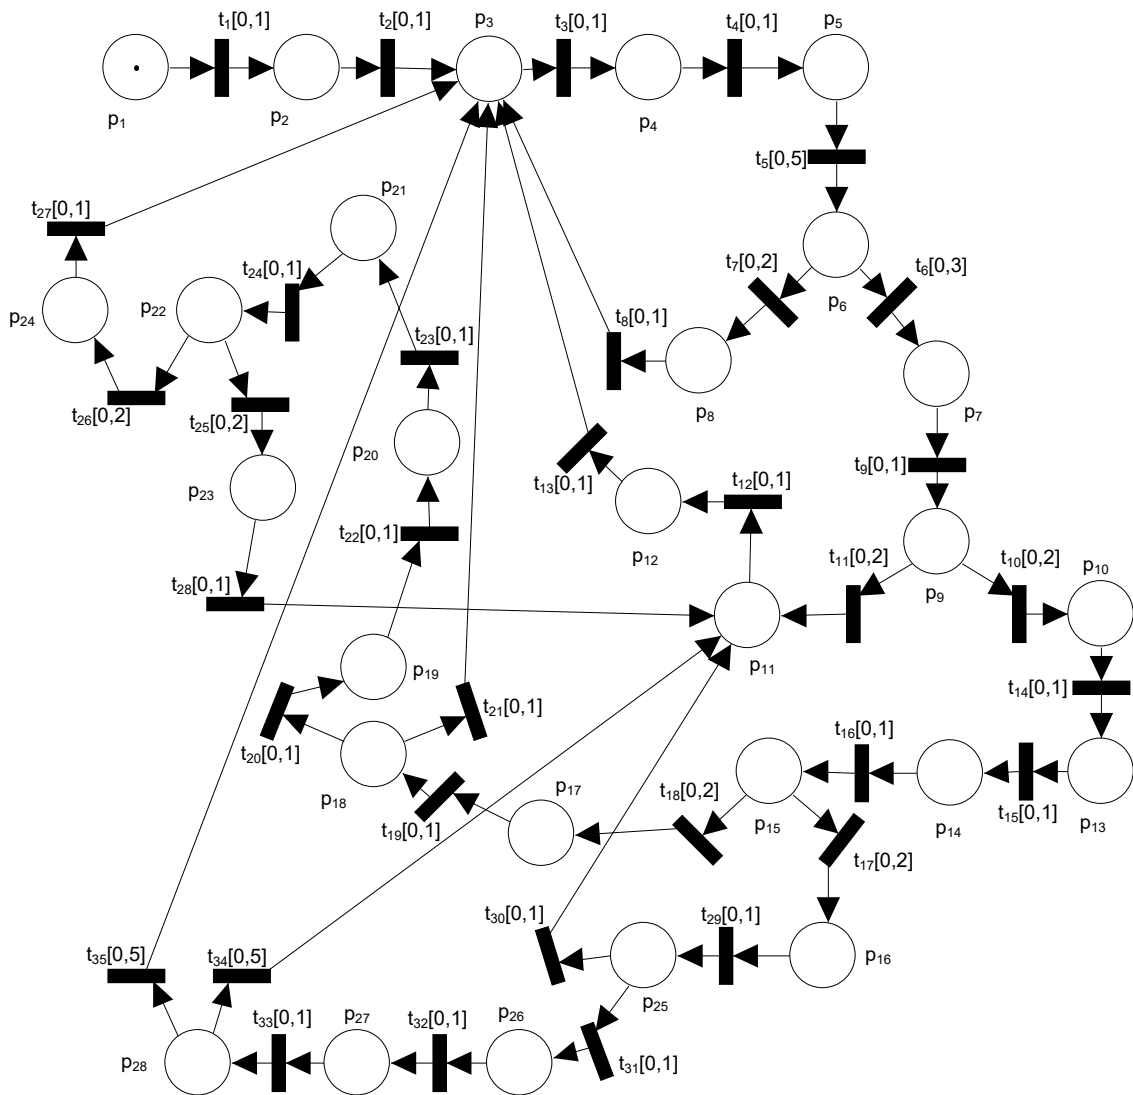 t1[0,1]
t2[0,1]
p3
t3[0,1]
t4[0,1]
p5
p1
p2
p4
t5[0,5]
p21
t27[0,1]
t24[0,1]
t7[0,2]
t6[0,3]
p24
p22
p6
t23[0,1]
t8[0,1]
t26[0,2]
t25[0,2]
p8
p7
p20
p23
t13[0,1]
t12[0,1]
t9[0,1]
t22[0,1]
p12
t11[0,2]
t10[0,2]
p10
t28[0,1]
p9
p19
p11
t21[0,1]
t14[0,1]
t20[0,1]
t16[0,1]
p18
p17
t18[0,2]
p15
p14
t15[0,1]
p13
t19[0,1]
t17[0,2]
t30[0,1]
t29[0,1]
p16
t35[0,5]
t34[0,5]
p25
t33[0,1]
p27
t32[0,1]
p26
p28
t31[0,1]